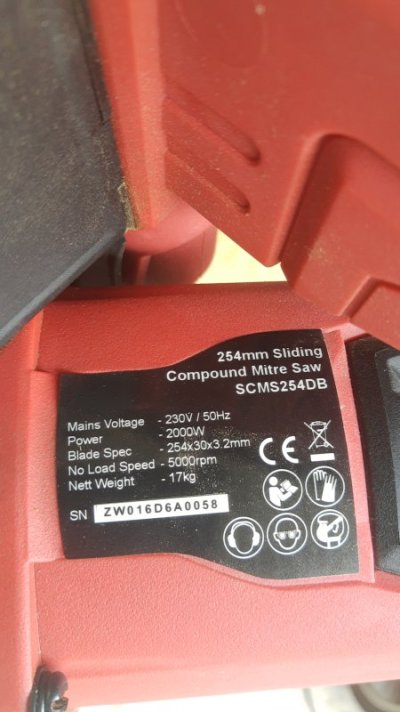 254mm Sliding
Compound Mitre Saw
SCMS254DB
Mains Voltage - 230V / 50Hz
Power - 2000W
Blade Spec - 254x30x3.2mm
No Load Speed - 5000rpm
Nett Weight - 17kg
CE
SN ZW016D6A0058